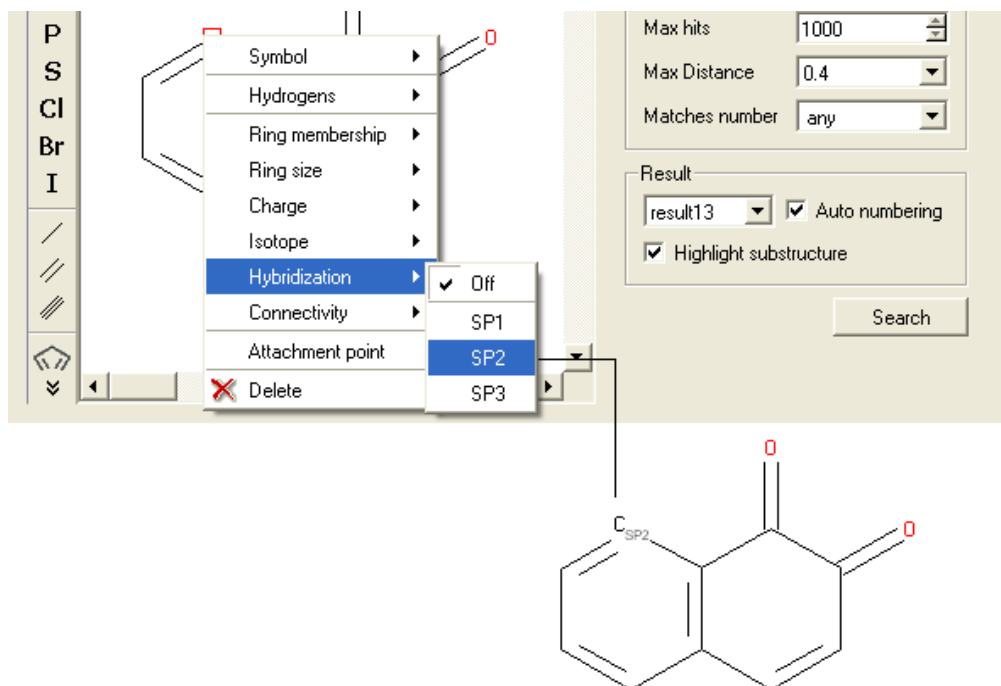 P
S
Cl
Br
I
O
Symbol
Hydrogens
Ring membership
Ring size
Charge
Isotope
Hybridization
Connectivity
Attachment point
Delete
Off
SP1
SP2
SP3
Max hits 1000
Max Distance 0.4
Matches number any
Result
result13 Auto numbering
Highlight substructure
Search
O
O
C SP2